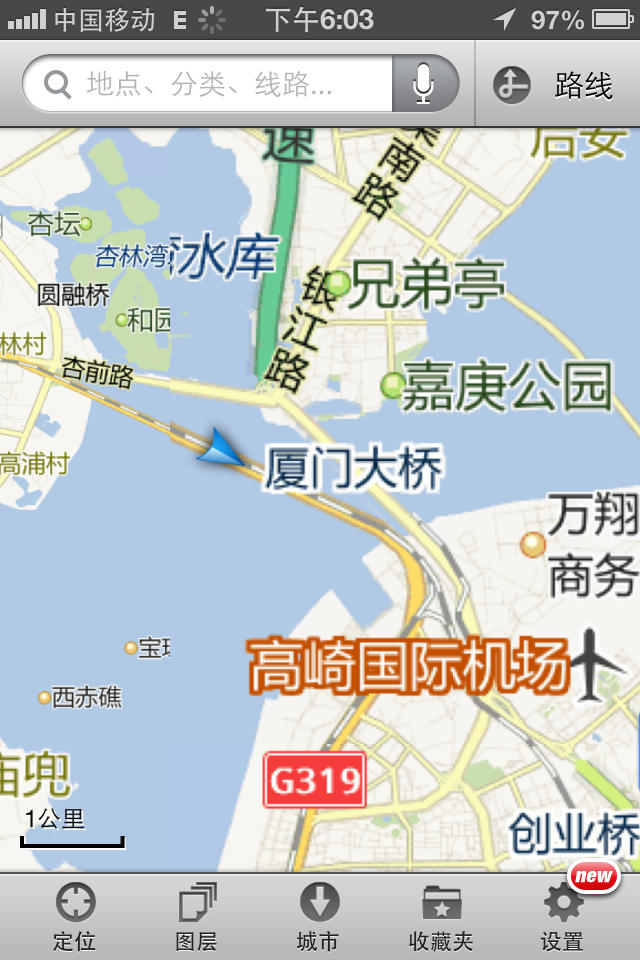 中国移动 E 下午6:03 97%
地点、分类、线路... 路线
速
南路
后安
杏坛
杏林湾
水库
银江路
兄弟亭
圆融桥
和园
林村
杏前路
嘉庚公园
高浦村
厦门大桥
万翔
商务
宝珠
高崎国际机场
西赤礁
G319
1公里
创业桥
new
定位 图层 城市 收藏夹 设置